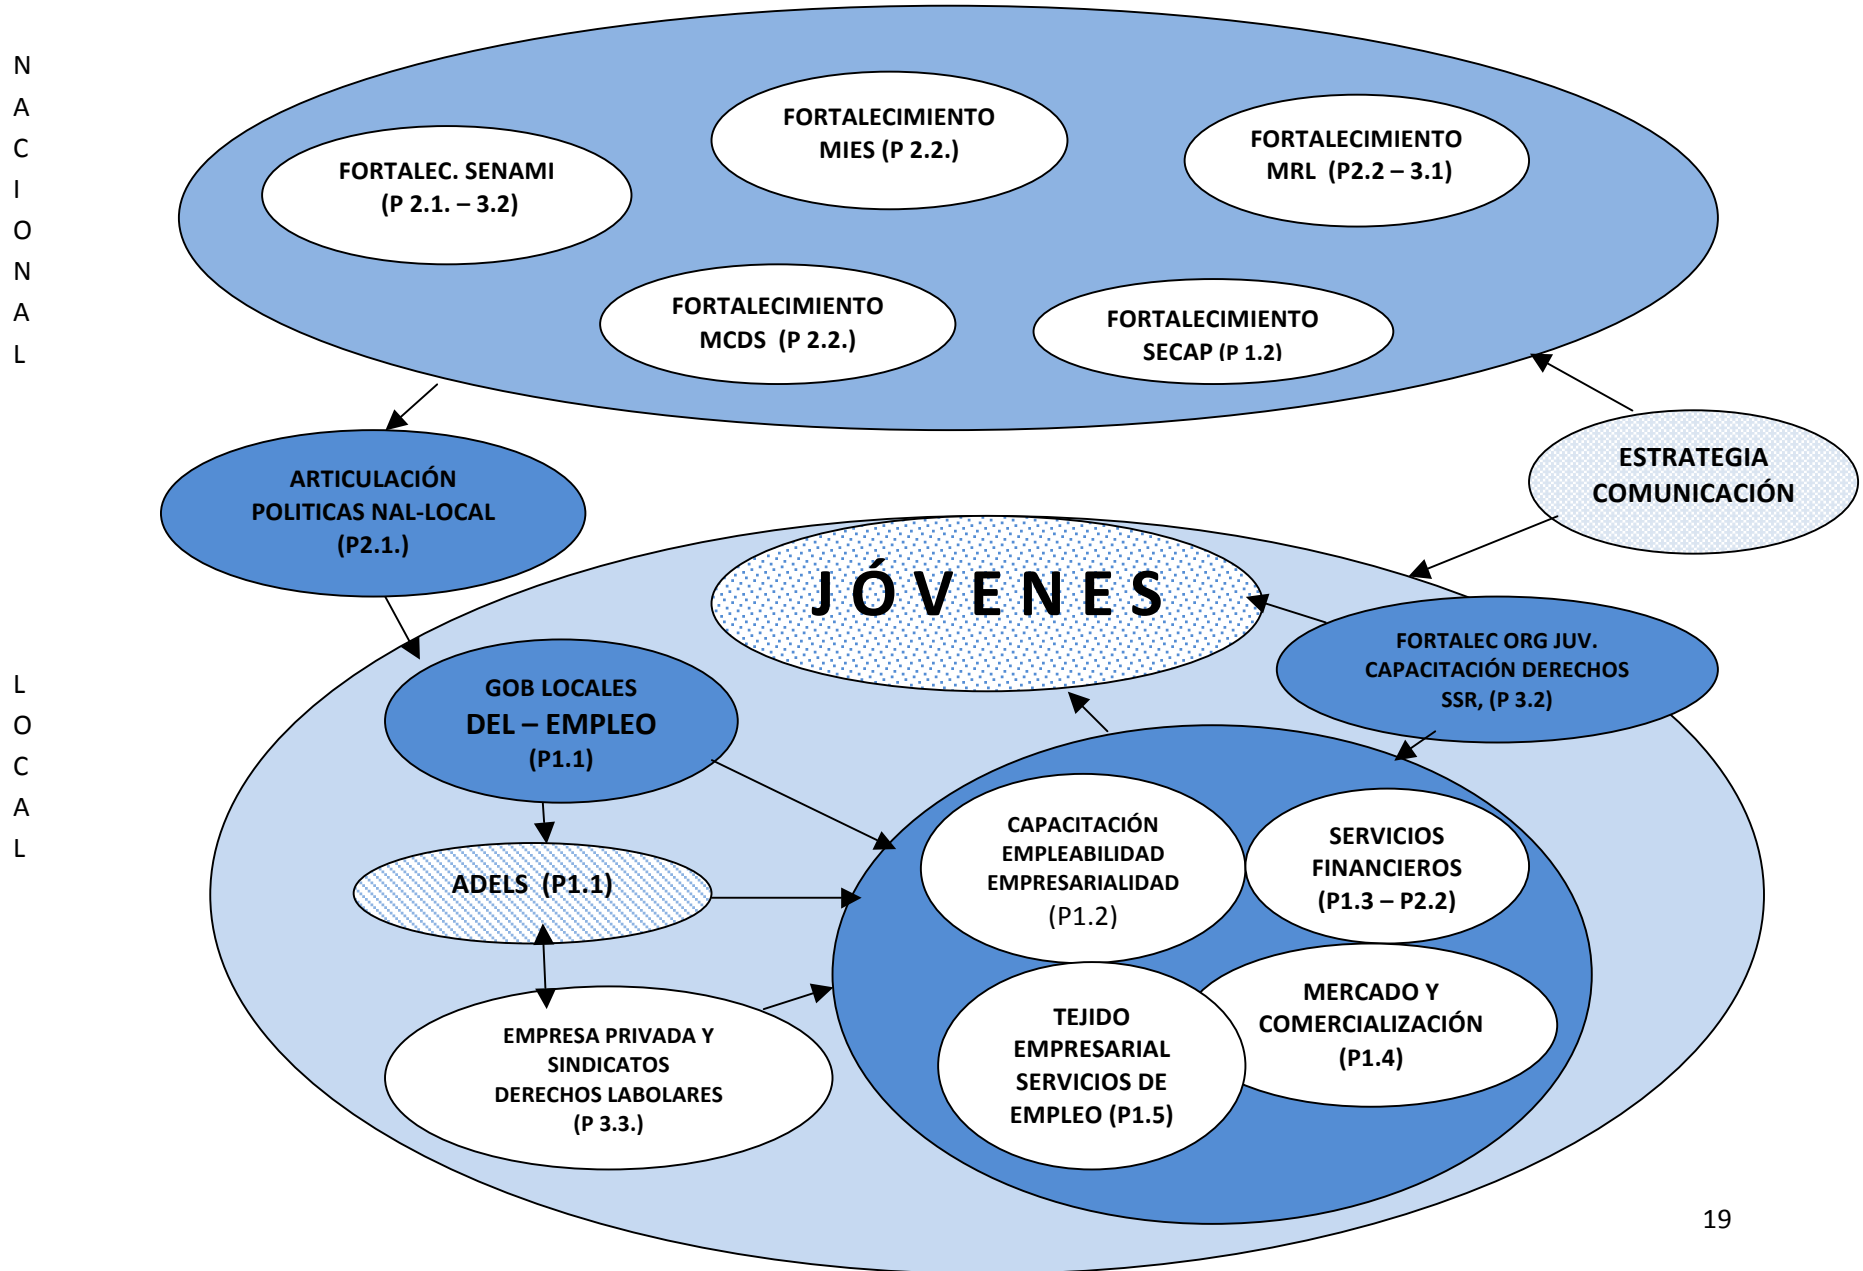 N
A
C
I
O
N
A
L
FORTALEC. SENAMI
(P 2.1. – 3.2)
FORTALECIMIENTO
MIES (P 2.2.)
FORTALECIMIENTO
MRL (P2.2 – 3.1)
FORTALECIMIENTO
MCDS (P 2.2.)
FORTALECIMIENTO
SECAP (P 1.2)
ARTICULACIÓN
POLITICAS NAL-LOCAL
(P2.1.)
ESTRATEGIA
COMUNICACIÓN
L
O
C
A
L
J Ó V E N E S
FORTALEC ORG JUV.
CAPACITACIÓN DERECHOS
SSR, (P 3.2)
GOB LOCALES
DEL – EMPLEO
(P1.1)
ADELS (P1.1)
EMPRESA PRIVADA Y
SINDICATOS
DERECHOS LABOLARES
(P 3.3.)
CAPACITACIÓN
EMPLEABILIDAD
EMPRESARIALIDAD
(P1.2)
SERVICIOS
FINANCIEROS
(P1.3 – P2.2)
TEJIDO
EMPRESARIAL
SERVICIOS DE
EMPLEO (P1.5)
MERCADO Y
COMERCIALIZACIÓN
(P1.4)
19